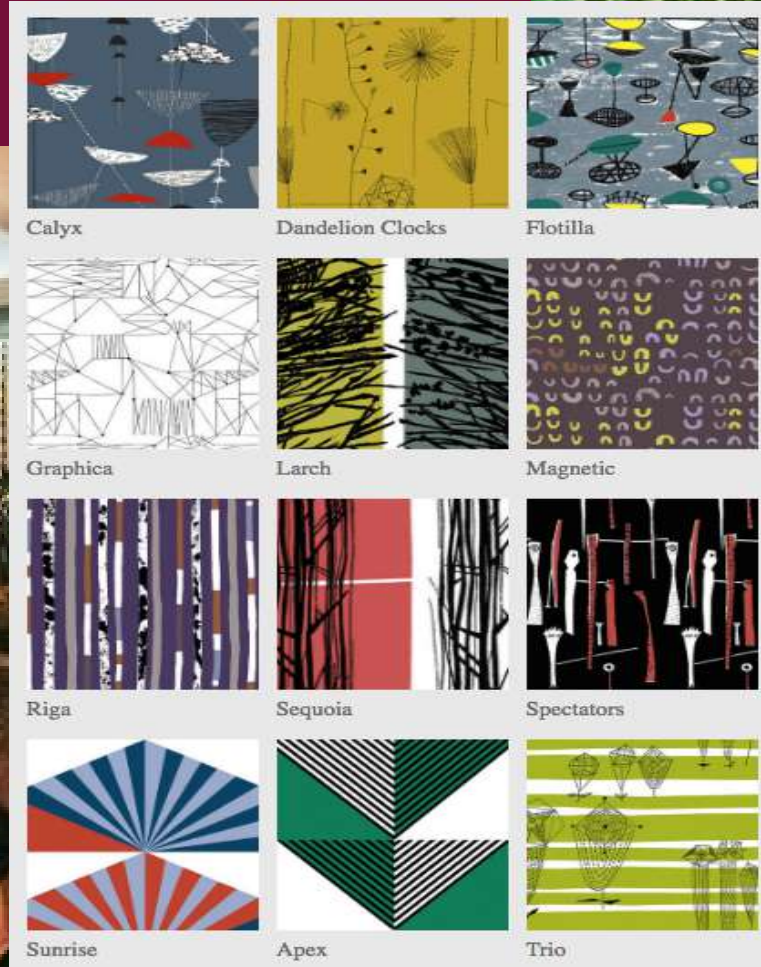 Calyx
Dandelion Clocks
Flotilla
Graphica
Larch
Magnetic
Riga
Sequoia
Spectators
Sunrise
Apex
Trio